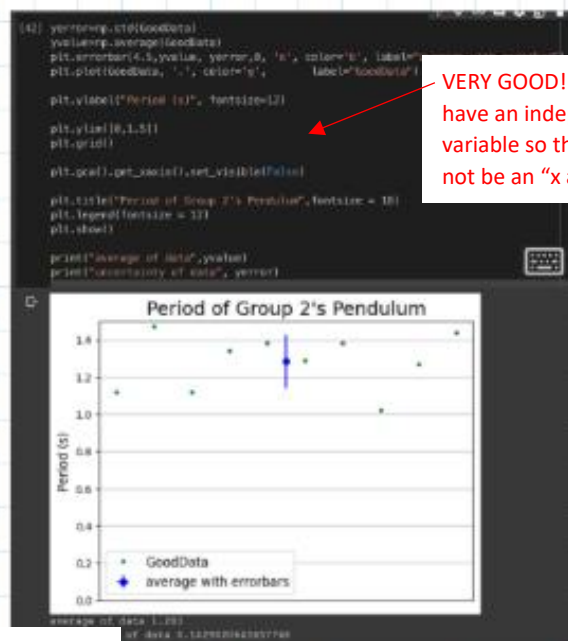 [42] yerror=np.std(GoodData)
yvalue=np.average(GoodData)
plt.errorbar(4.5,yvalue, yerror,0, color='b', label=
plt.plot(GoodData, '.', color='g', label="GoodData")
plt.ylabel("Period (s)", fontsize=12)
plt.ylim([0,1.5])
plt.grid()
plt.gca().get_xaxis().set_visible(False)
plt.title("Period of Group 2's Pendulum",fontsize = 18)
plt.legend(fontsize = 12)
plt.show()
print("average of data",yvalue)
print("uncertainty of data", yerror)
VERY GOOD!
have an inde
variable so th
not be an "x a
Period of Group 2's Pendulum
Period (s)
1.4
1.2
1.0
0.8
0.6
0.4
0.2
0.0
GoodData
average with errorbars
average of data 1.283
of data